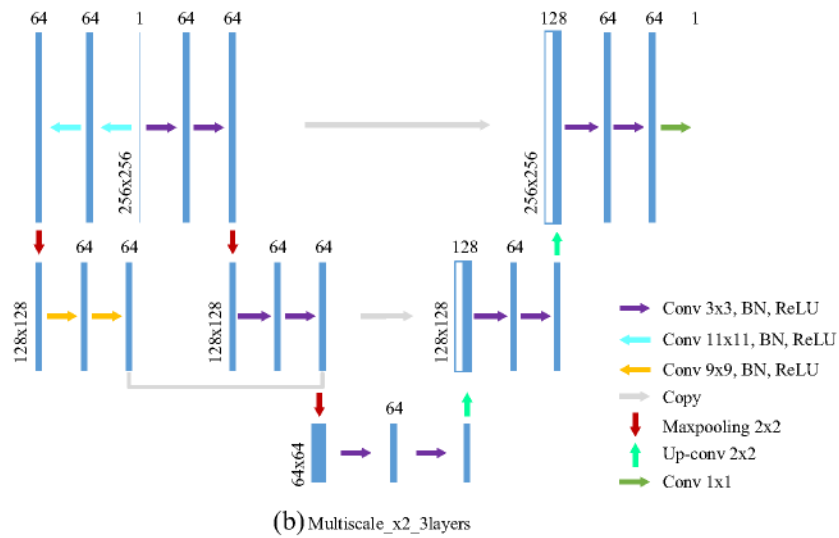 64 64 1 64 64 128 64 64 1
256x256
256x256
64 64 64 64 128 64
128x128
128x128
128x128
64
64x64
Conv 3x3, BN, ReLU
Conv 11x11, BN, ReLU
Conv 9x9, BN, ReLU
Copy
Maxpooling 2x2
Up-conv 2x2
Conv 1x1
(b) Multiscale_x2_3layers